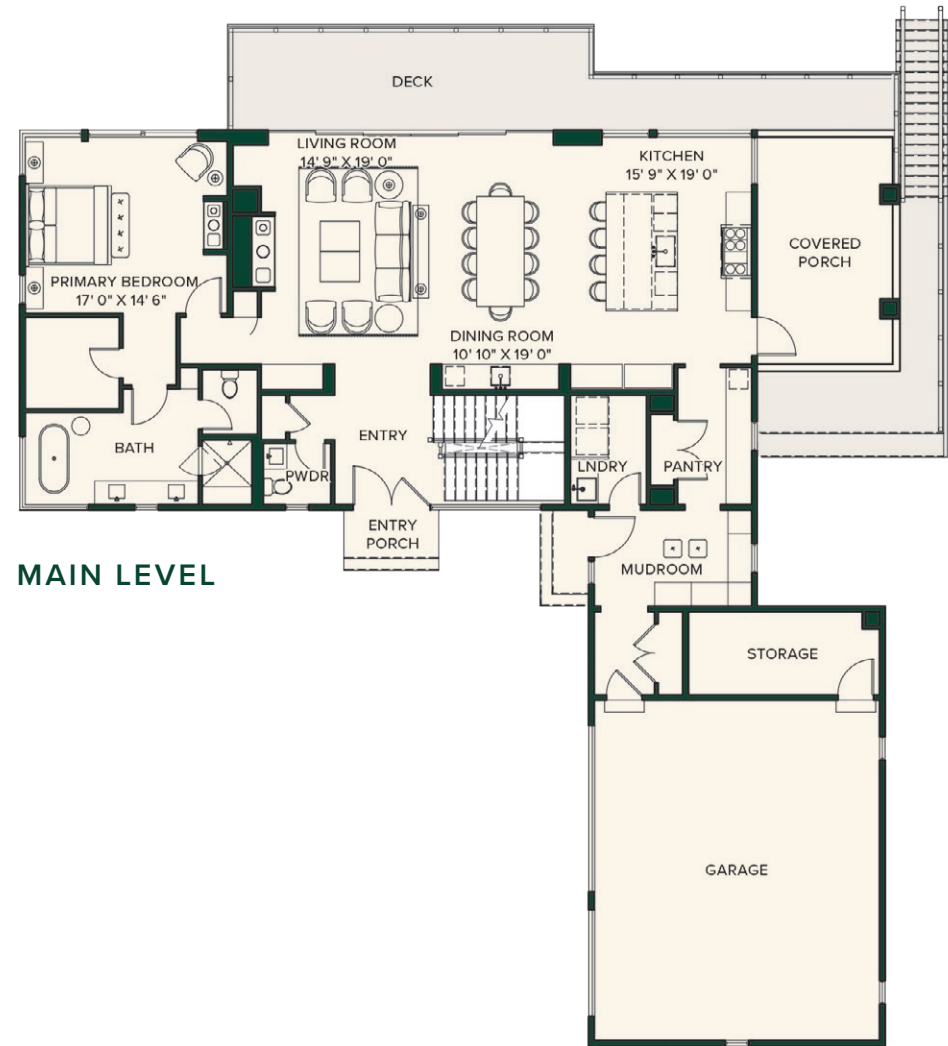 DECK
LIVING ROOM
14' 9" X 19' 0"
KITCHEN
15' 9" X 19' 0"
COVERED
PORCH
PRIMARY BEDROOM
17' 0" X 14' 6"
DINING ROOM
10' 10" X 19' 0"
BATH
ENTRY
PWDR
LNDRY
PANTRY
ENTRY
PORCH
MUDROOM
MAIN LEVEL
STORAGE
GARAGE